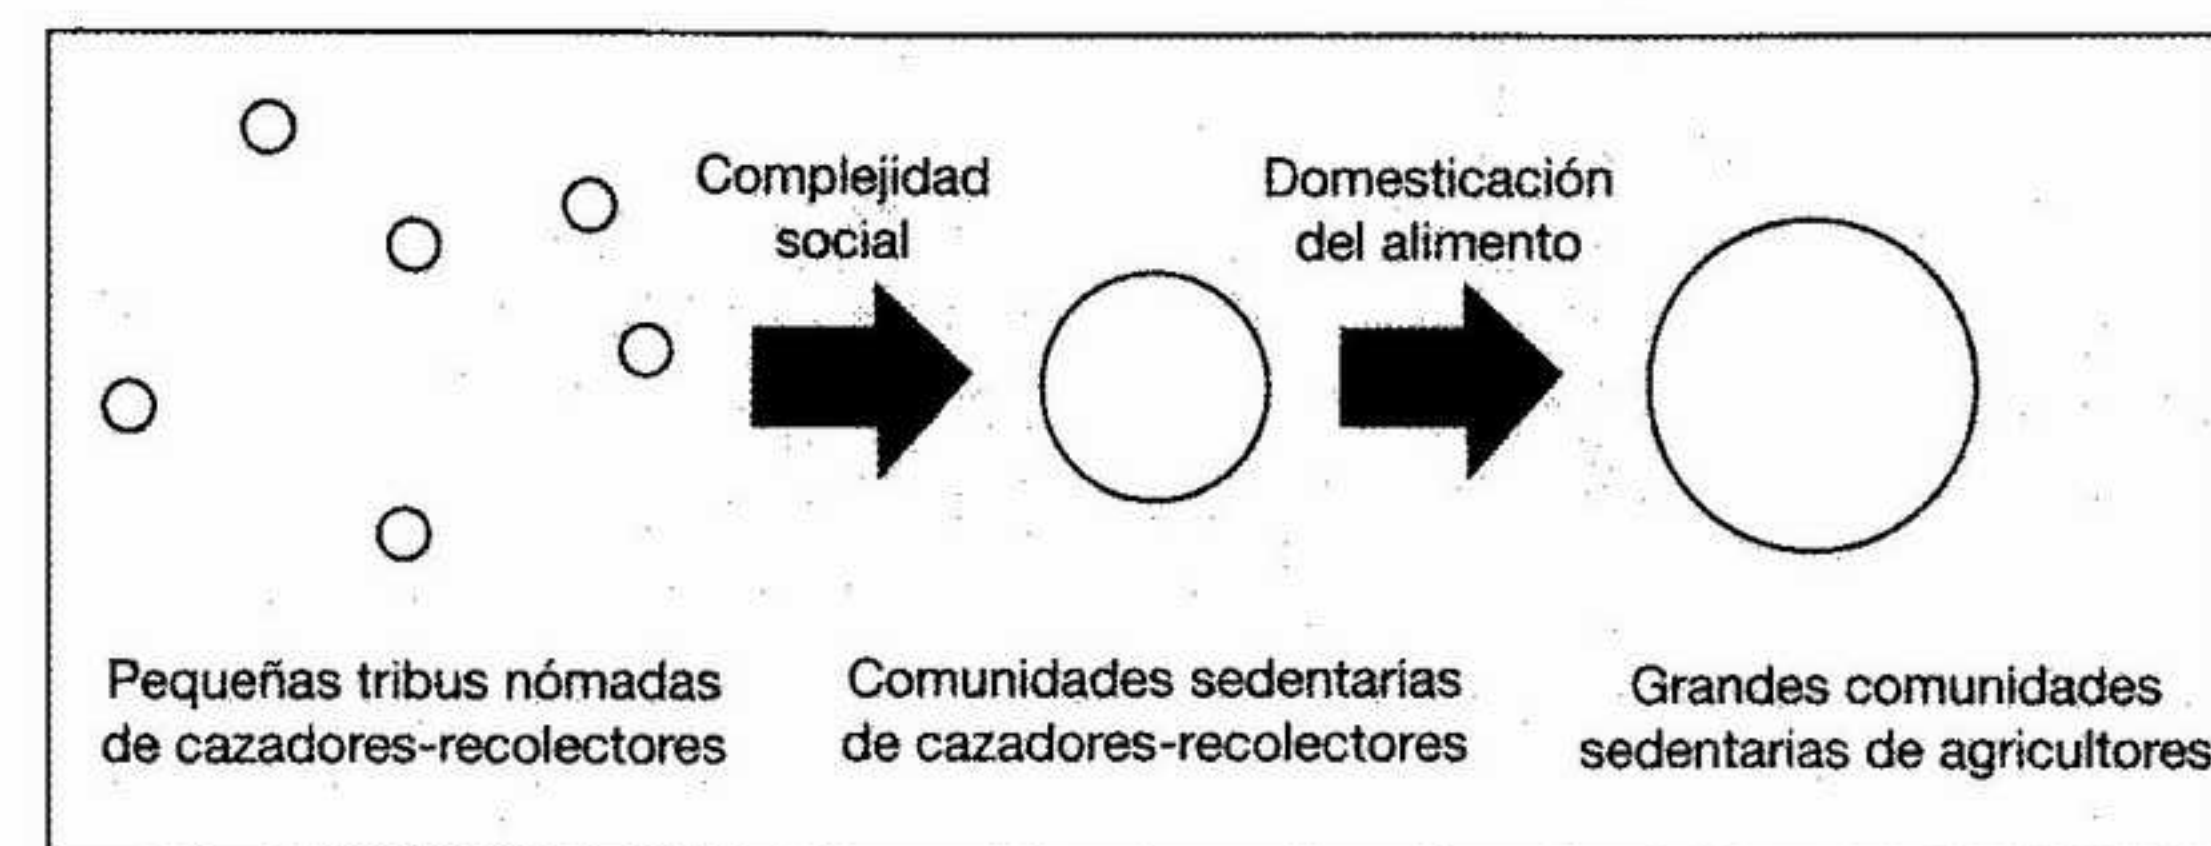 Complejidad
social
Domesticación
del alimento
Pequeñas tribus nómadas
de cazadores-recolectores
Comunidades sedentarias
de cazadores-recolectores
Grandes comunidades
sedentarias de agricultores